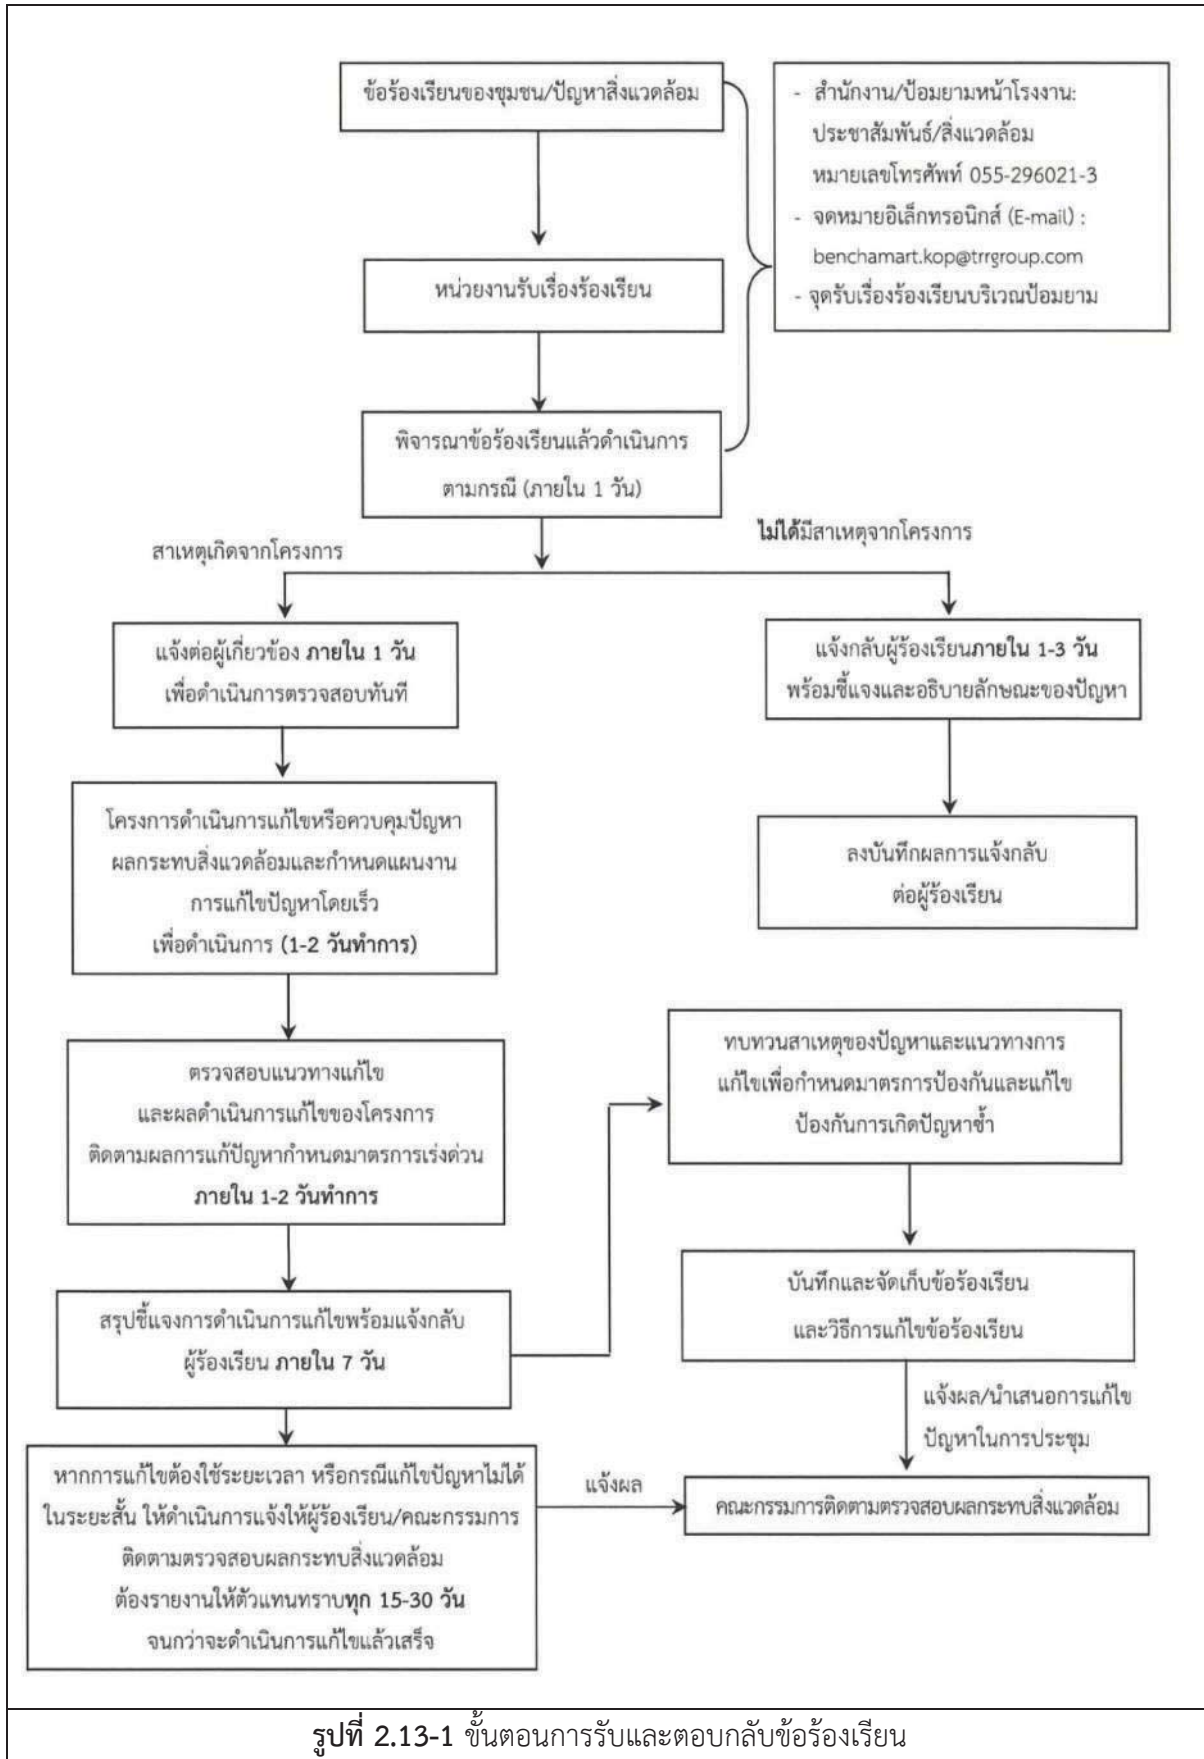 ข้อร้องเรียนของชุมชน/ปัญหาสิ่งแวดล้อม
- สำนักงาน/ป้อมยามหน้าโรงงาน:
ประชาสัมพันธ์/สิ่งแวดล้อม
หมายเลขโทรศัพท์ 055-296021-3
- จดหมายอิเล็กทรอนิกส์ (E-mail) :
benchamart.kop@trrgroup.com
- จุดรับเรื่องร้องเรียนบริเวณป้อมยาม
หน่วยงานรับเรื่องร้องเรียน
พิจารณาข้อร้องเรียนแล้วดำเนินการ
ตามกรณี (ภายใน 1 วัน)
สาเหตุเกิดจากโครงการ
ไม่ได้มีสาเหตุจากโครงการ
แจ้งต่อผู้เกี่ยวข้อง ภายใน 1 วัน
เพื่อดำเนินการตรวจสอบทันที
แจ้งกลับผู้ร้องเรียนภายใน 1-3 วัน
พร้อมชี้แจงและอธิบายลักษณะของปัญหา
โครงการดำเนินการแก้ไขหรือควบคุมปัญหา
ผลกระทบสิ่งแวดล้อมและกำหนดแผนงาน
การแก้ไขปัญหาโดยเร็ว
เพื่อดำเนินการ (1-2 วันทำการ)
ลงบันทึกผลการแจ้งกลับ
ต่อผู้ร้องเรียน
ตรวจสอบแนวทางแก้ไข
และผลดำเนินการแก้ไขของโครงการ
ติดตามผลการแก้ปัญหากำหนดมาตรการเร่งด่วน
ภายใน 1-2 วันทำการ
ทบทวนสาเหตุของปัญหาและแนวทางการ
แก้ไขเพื่อกำหนดมาตรการป้องกันและแก้ไข
ป้องกันการเกิดปัญหาซ้ำ
สรุปชี้แจงการดำเนินการแก้ไขพร้อมแจ้งกลับ
ผู้ร้องเรียน ภายใน 7 วัน
บันทึกและจัดเก็บข้อร้องเรียน
และวิธีการแก้ไขข้อร้องเรียน
แจ้งผล/นำเสนอการแก้ไข
ปัญหาในการประชุม
หากการแก้ไขต้องใช้ระยะเวลา หรือกรณีแก้ไขปัญหาไม่ได้
ในระยะสั้น ให้ดำเนินการแจ้งให้ผู้ร้องเรียน/คณะกรรมการ
ติดตามตรวจสอบผลกระทบสิ่งแวดล้อม
ต้องรายงานให้ตัวแทนทราบทุก 15-30 วัน
จนกว่าจะดำเนินการแก้ไขแล้วเสร็จ
แจ้งผล
คณะกรรมการติดตามตรวจสอบผลกระทบสิ่งแวดล้อม
รูปที่ 2.13-1 ขั้นตอนการรับและตอบกลับข้อร้องเรียน